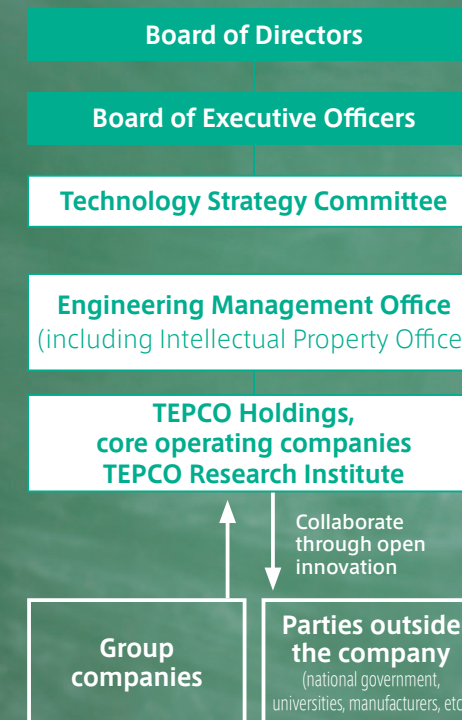 Board of Directors
Board of Executive Officers
Technology Strategy Committee
Engineering Management Office
(including Intellectual Property Office
TEPCO Holdings,
core operating companies
TEPCO Research Institute
Collaborate
through open
innovation
Group
companies
Parties outside
the company
(national government,
universities, manufacturers, etc